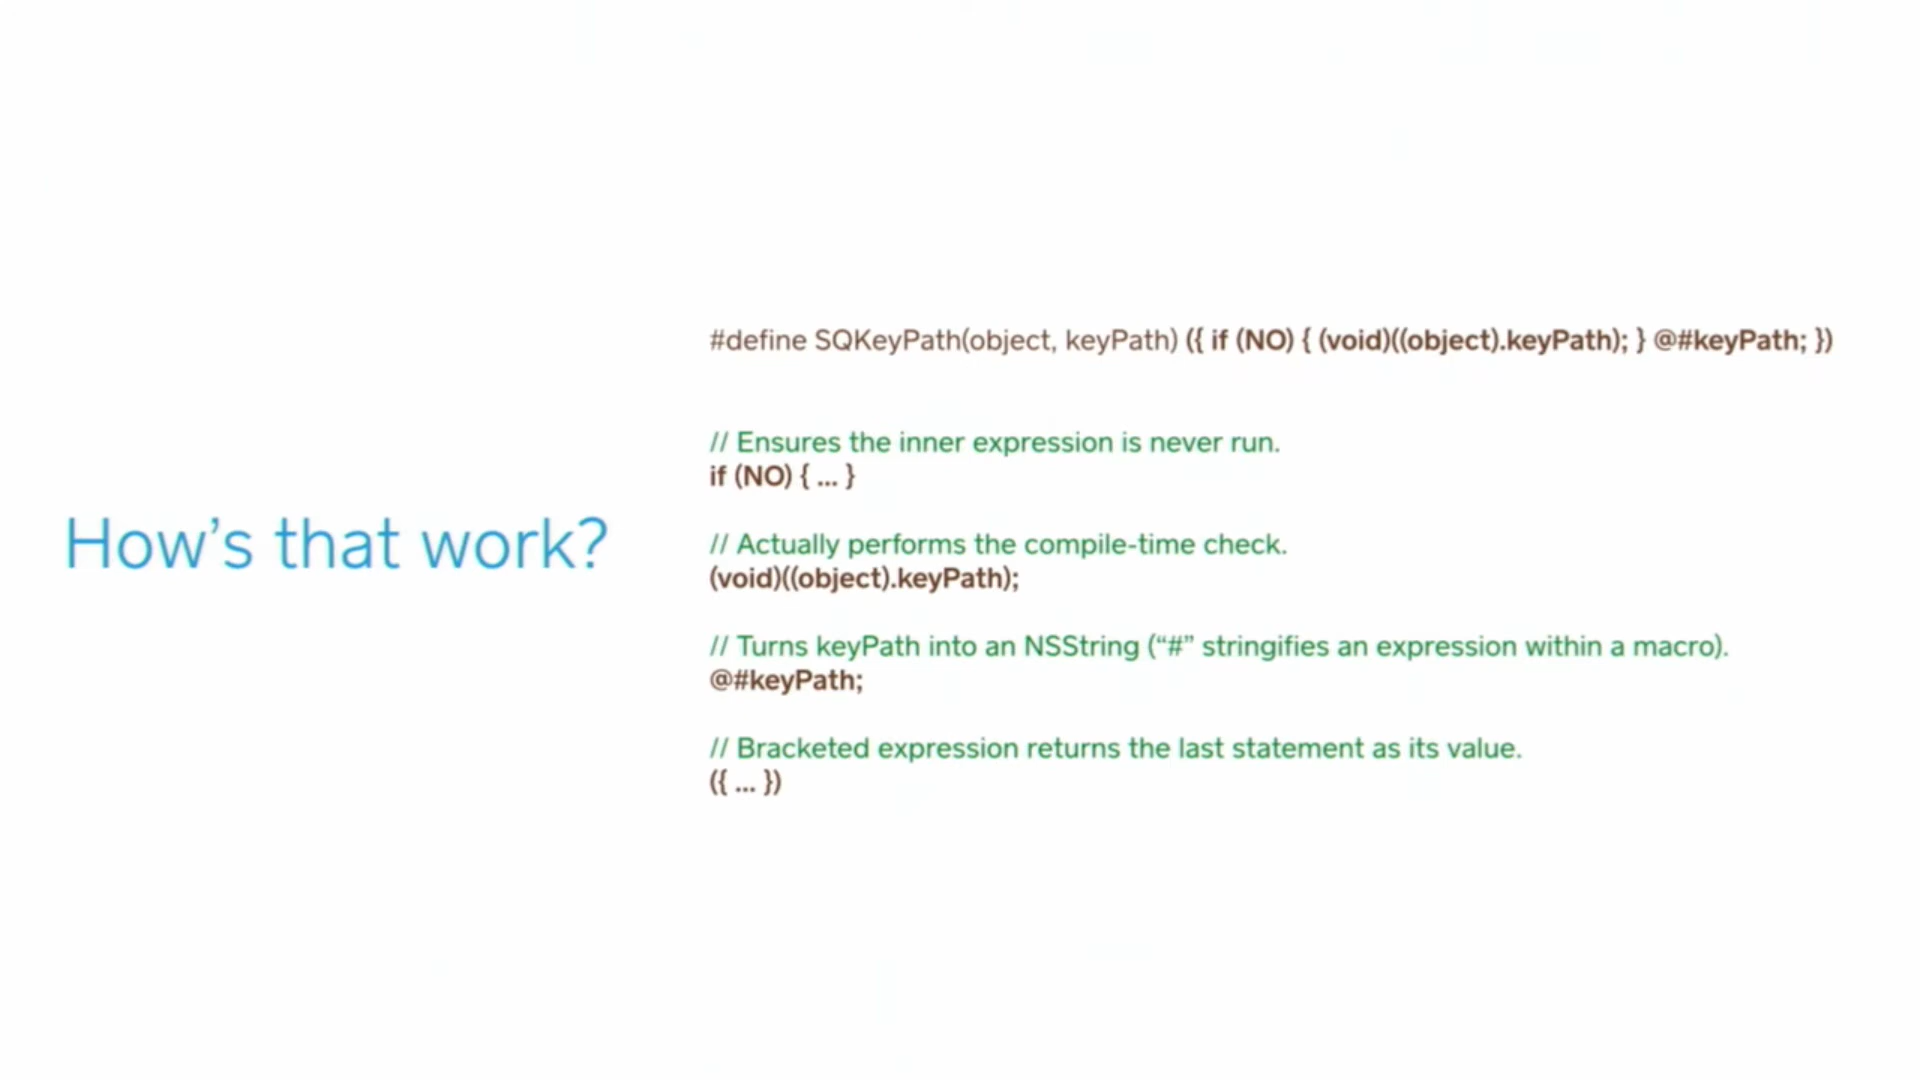 How’s that work?
#define SQKeyPath(object, keyPath) ({ if (NO) { (void)((object).keyPath); } @#keyPath; })
// Ensures the inner expression is never run.
if (NO) { ... }
// Actually performs the compile-time check.
(void)((object).keyPath);
// Turns keyPath into an NSString (“#” stringifies an expression within a macro).
@#keyPath;
// Bracketed expression returns the last statement as its value.
({ ... })